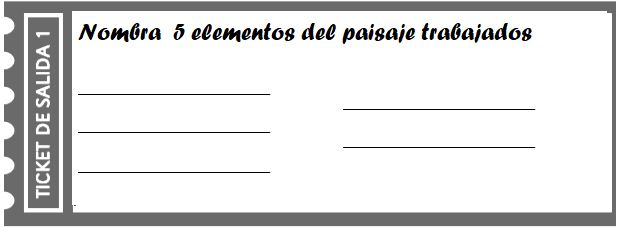 TICKET DE SALIDA 1
Nombra 5 elementos del paisaje trabajados